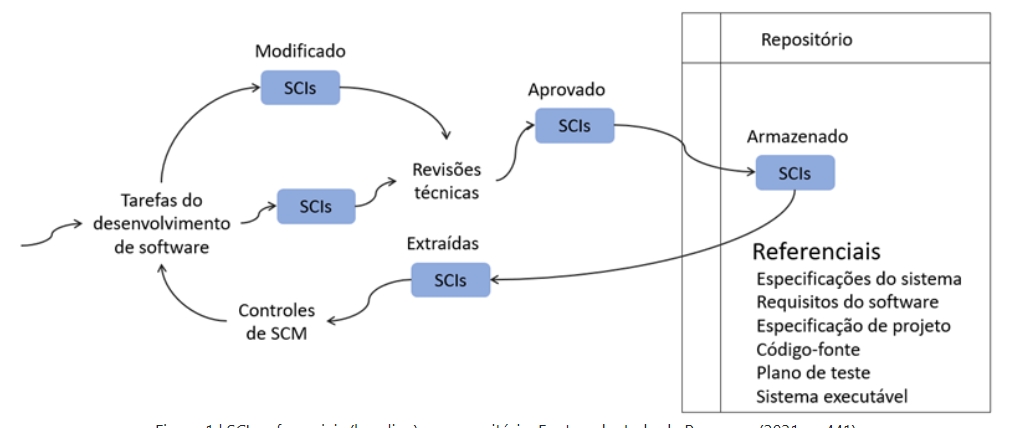 Repositório
Modificado
SCIs
Aprovado
SCIs
Armazenado
SCIs
Revisões
técnicas
Tarefas do
desenvolvimento
de software
SCIs
Extraídas
SCIs
Controles
de SCM
Referenciais
Especificações do sistema
Requisitos do software
Especificação de projeto
Código-fonte
Plano de teste
Sistema executável